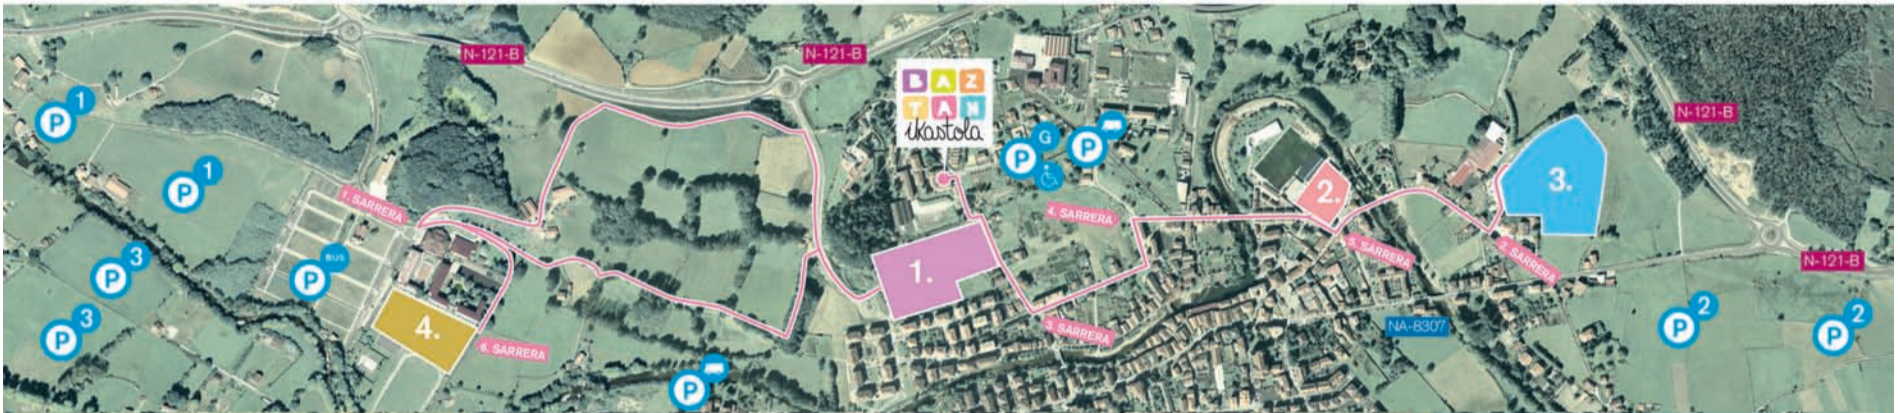 N-121-B
N-121-B
BAZ
TAN
ikastola
P 1
P G
P
N-121-B
P 1
1. SARRERA
4. SARRERA
2.
3.
5. SARRERA
2. SARRERA
N-121-B
P 3
P BUS
1.
P 3
4.
6. SARRERA
3. SARRERA
NA-8307
P 2
P 2
P